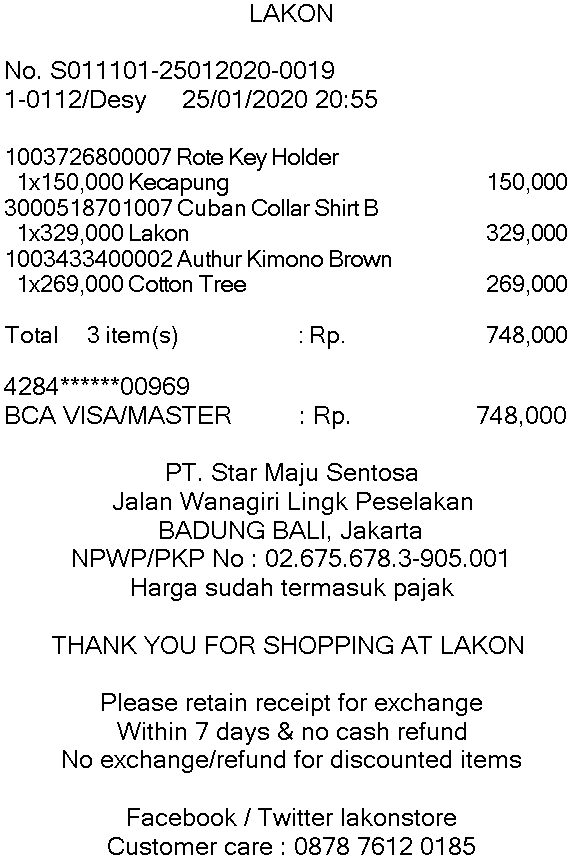 LAKON
No. S011101-25012020-0019
1-0112/Desy 25/01/2020 20:55
1003726800007 Rote Key Holder
1x150,000 Kecapung 150,000
3000518701007 Cuban Collar Shirt B
1x329,000 Lakon 329,000
1003433400002 Authur Kimono Brown
1x269,000 Cotton Tree 269,000
Total 3 item(s) : Rp. 748,000
4284******00969
BCA VISA/MASTER : Rp. 748,000
PT. Star Maju Sentosa
Jalan Wanagiri Lingk Peselakan
BADUNG BALI, Jakarta
NPWP/PKP No : 02.675.678.3-905.001
Harga sudah termasuk pajak
THANK YOU FOR SHOPPING AT LAKON
Please retain receipt for exchange
Within 7 days & no cash refund
No exchange/refund for discounted items
Facebook / Twitter lakonstore
Customer care : 0878 7612 0185